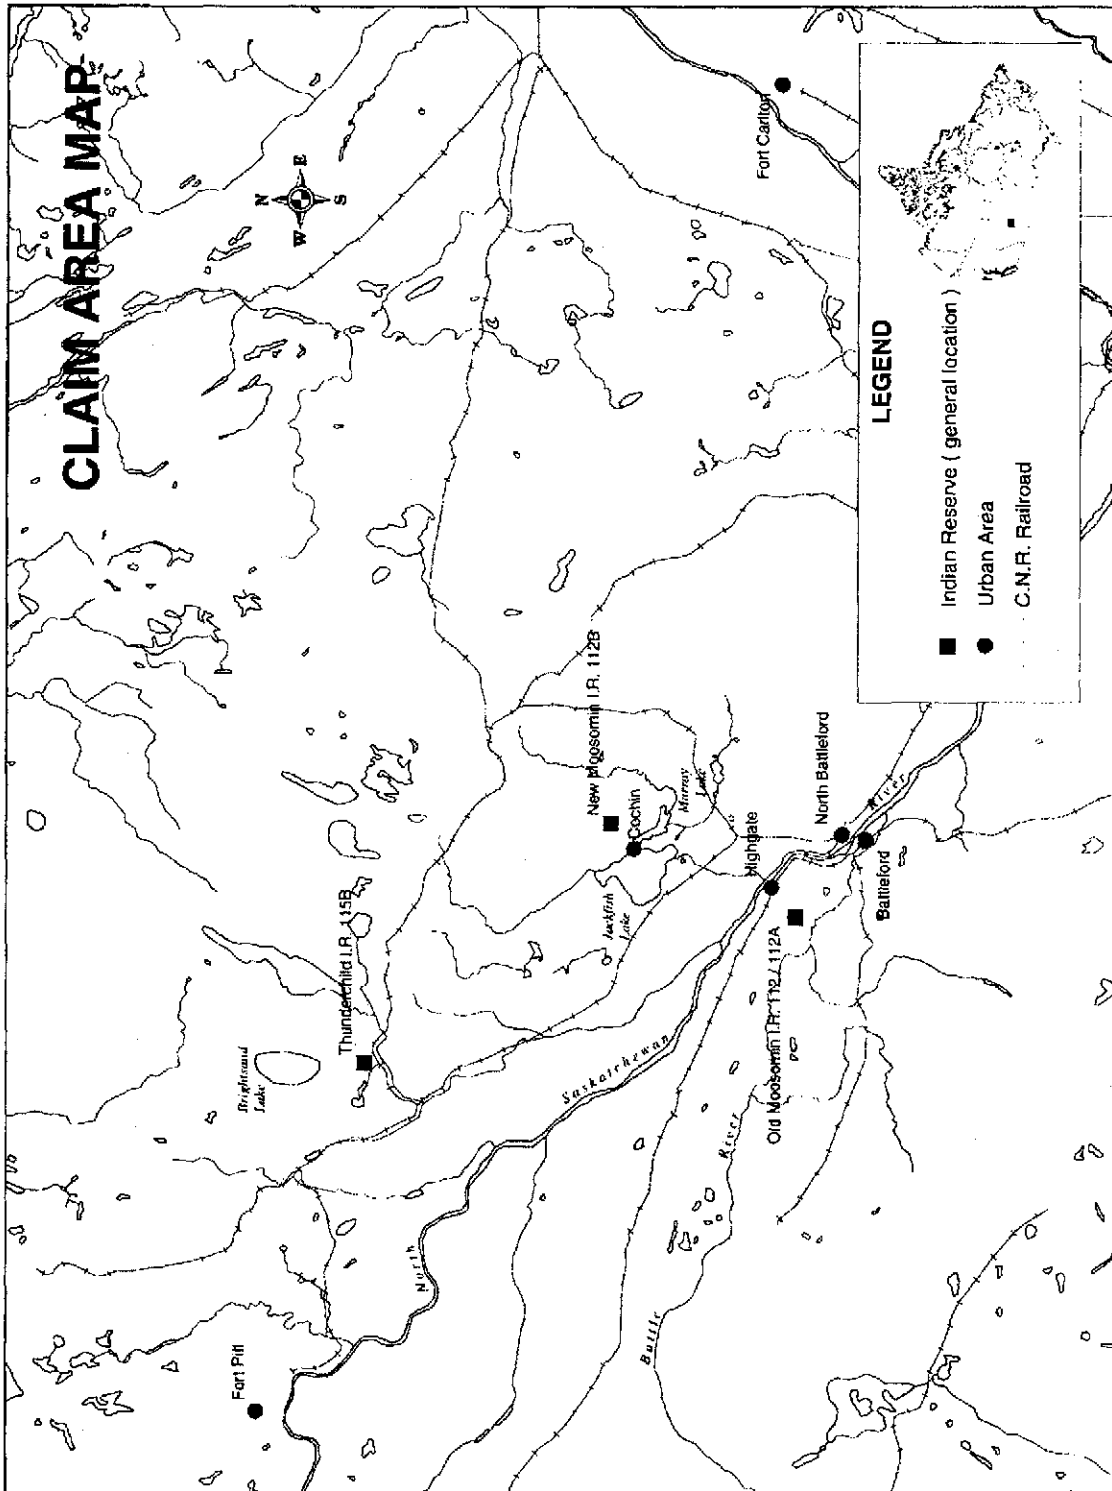 CLAIM AREA MAP
N
W
E
S
Fort Pitt
Brightsand
Lake
Thunderchild I.R. 115B
North
Saskatchewan
River
Battle
River
Jackfish
Lake
Cochin
New Moosomin I.R. 112B
Murray
Lake
Highgate
Old Moosomin I.R. 112 / 112A
North Battleford
Battleford
Fort Carlton
LEGEND
Indian Reserve ( general location )
Urban Area
C.N.R. Railroad